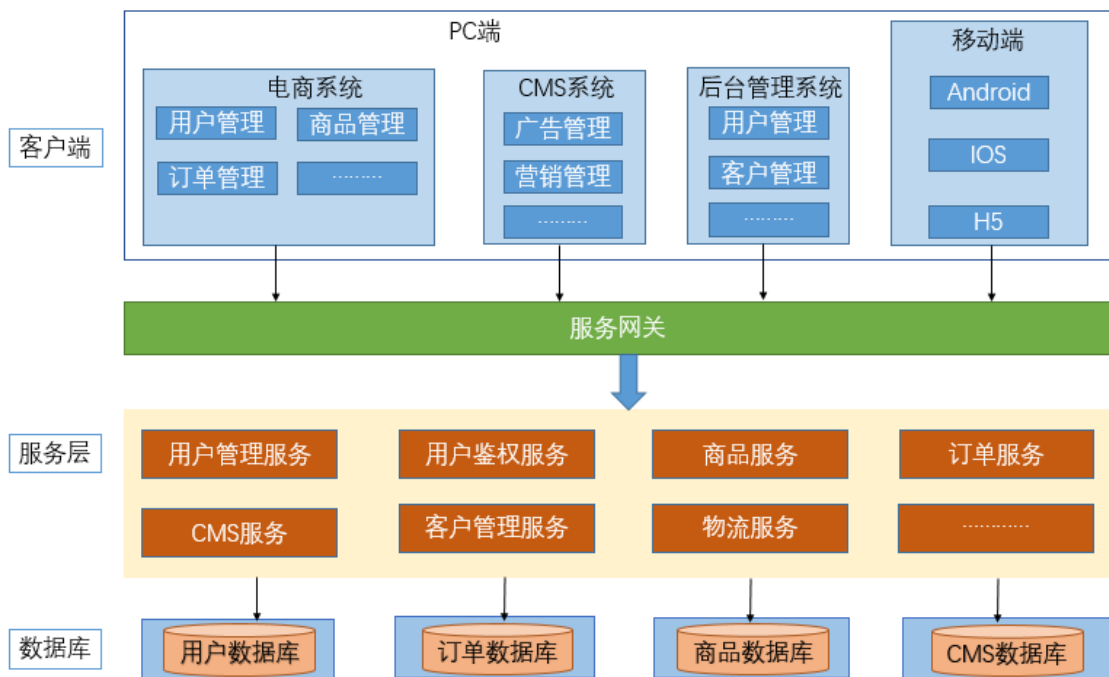 PC端
移动端
电商系统
CMS系统
后台管理系统
用户管理
商品管理
订单管理
………
广告管理
营销管理
………
用户管理
客户管理
………
Android
IOS
H5
客户端
服务网关
服务层
用户管理服务
用户鉴权服务
商品服务
订单服务
CMS服务
客户管理服务
物流服务
…………
数据库
用户数据库
订单数据库
商品数据库
CMS数据库